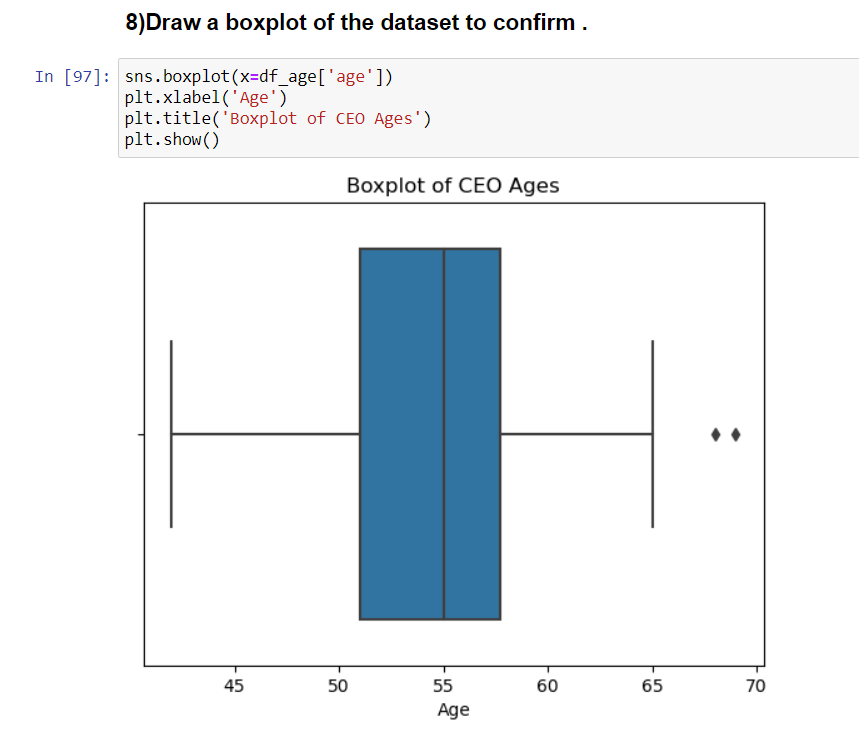 8)Draw a boxplot of the dataset to confirm .
In [97]: sns.boxplot(x=df_age['age'])
plt.xlabel('Age')
plt.title('Boxplot of CEO Ages')
plt.show()
Boxplot of CEO Ages
45 50 55 60 65 70
Age